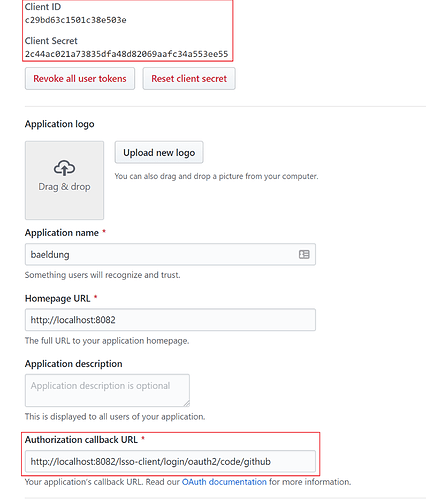 Client ID
c29bd63c1501c38e503e
Client Secret
2c44ac021a73835dfa48d82069aafc34a553ee55
Revoke all user tokens
Reset client secret
Application logo
Drag & drop
Upload new logo
You can also drag and drop a picture from your computer.
Application name *
baeldung
Something users will recognize and trust.
Homepage URL *
http://localhost:8082
The full URL to your application homepage.
Application description
Application description is optional
This is displayed to all users of your application.
Authorization callback URL *
http://localhost:8082/lsso-client/login/oauth2/code/github
Your application's callback URL. Read our OAuth documentation for more information.